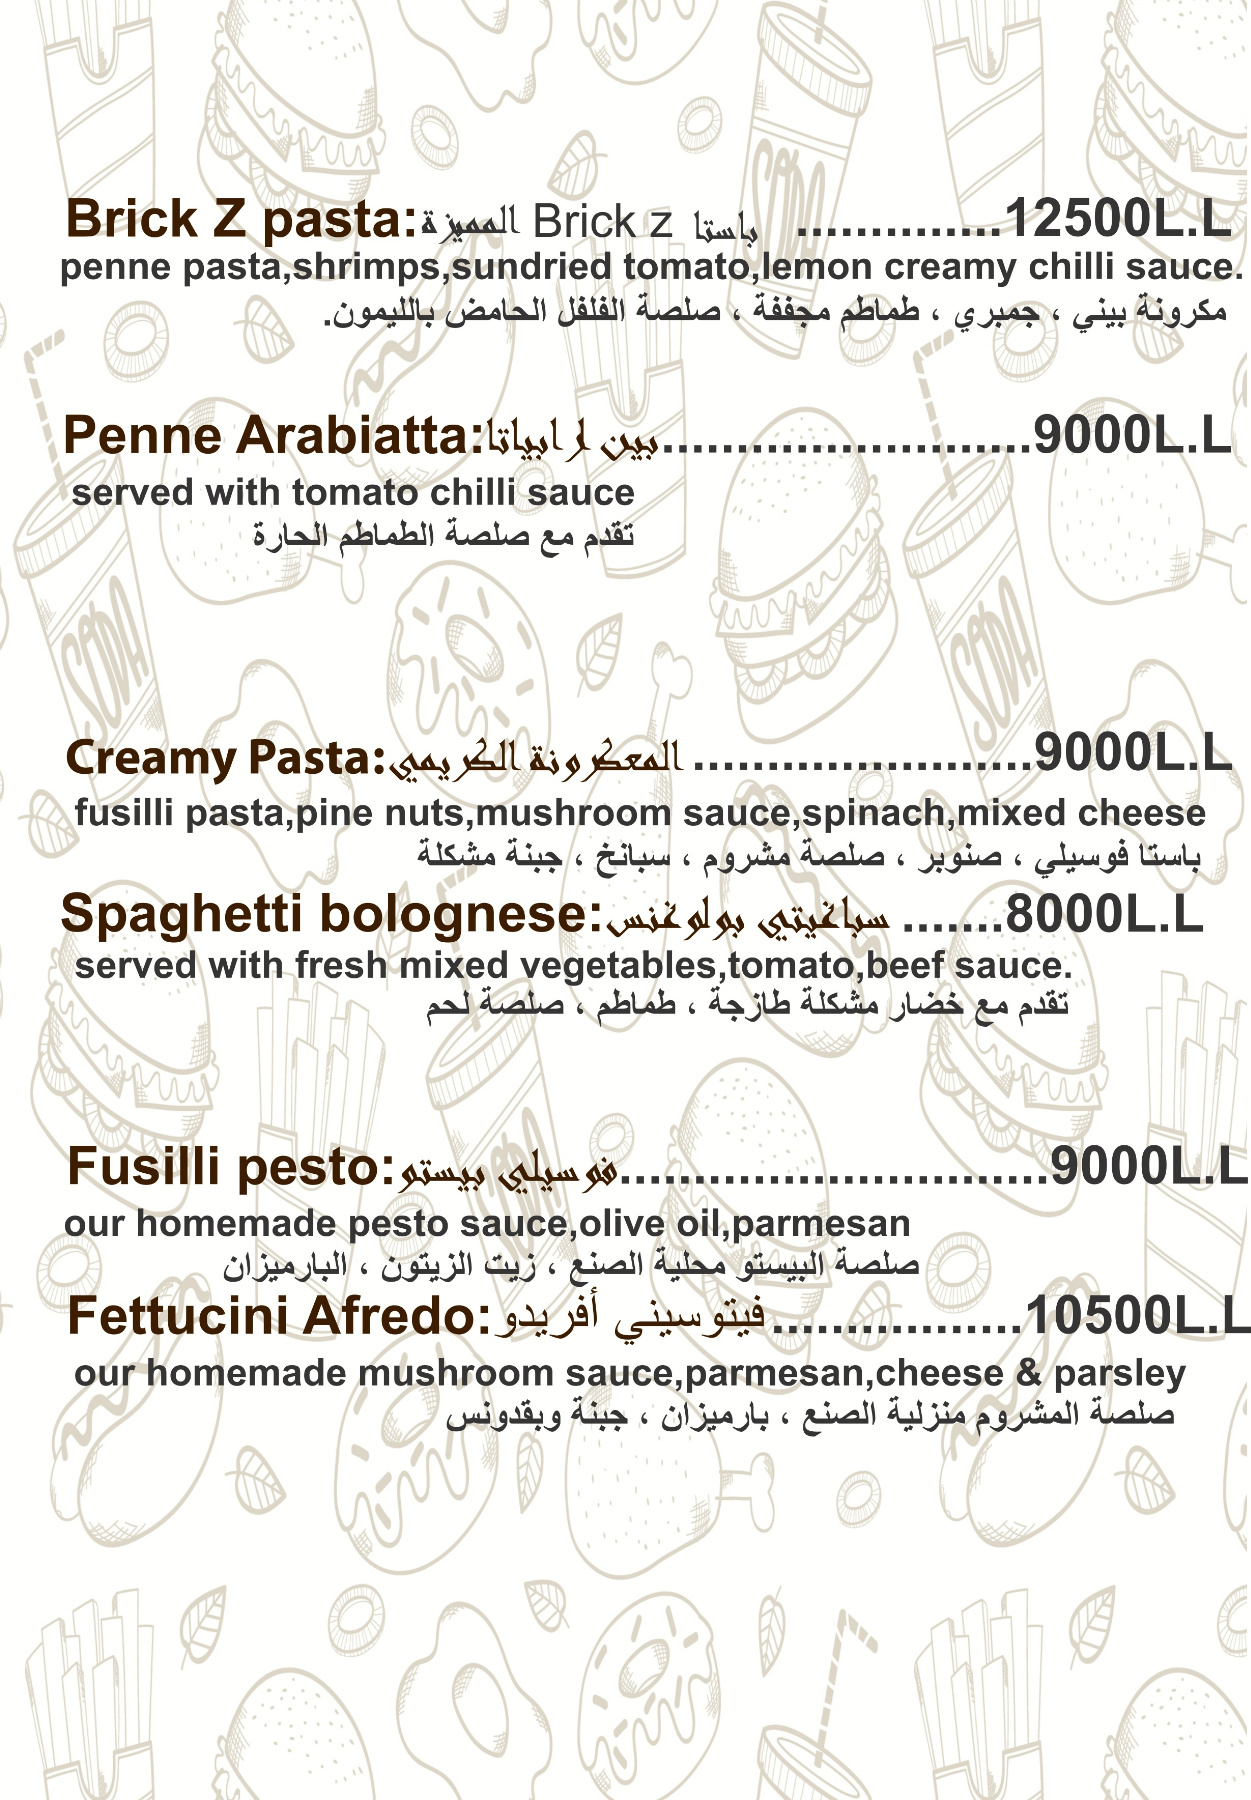 Brick Z pasta: باستا Brick z المميزة ..............12500L.L
penne pasta,shrimps,sundried tomato,lemon creamy chilli sauce.
مكرونة بيني ، جمبري ، طماطم مجففة ، صلصة الفلفل الحامض بالليمون.
Penne Arabiatta:بين ارابياتا.........................9000L.L
served with tomato chilli sauce
تقدم مع صلصة الطماطم الحارة
Creamy Pasta:المعكرونة الكريمي.......................9000L.L
fusilli pasta,pine nuts,mushroom sauce,spinach,mixed cheese
باستا فوسيلي ، صنوبر ، صلصة مشروم ، سبانخ ، جبنة مشكلة
Spaghetti bolognese:سباغيتي بولوغنس .......8000L.L
served with fresh mixed vegetables,tomato,beef sauce.
تقدم مع خضار مشكلة طازجة ، طماطم ، صلصة لحم
Fusilli pesto:فوسيلي بيستو.............................9000L.L
our homemade pesto sauce,olive oil,parmesan
صلصة البيستو محلية الصنع ، زيت الزيتون ، البارميزان
Fettucini Afredo:فيتوسيني أفريدو.................10500L.L
our homemade mushroom sauce,parmesan,cheese & parsley
صلصة المشروم منزلية الصنع ، بارميزان ، جبنة وبقدونس
SODA
SODA
SODA
SODA